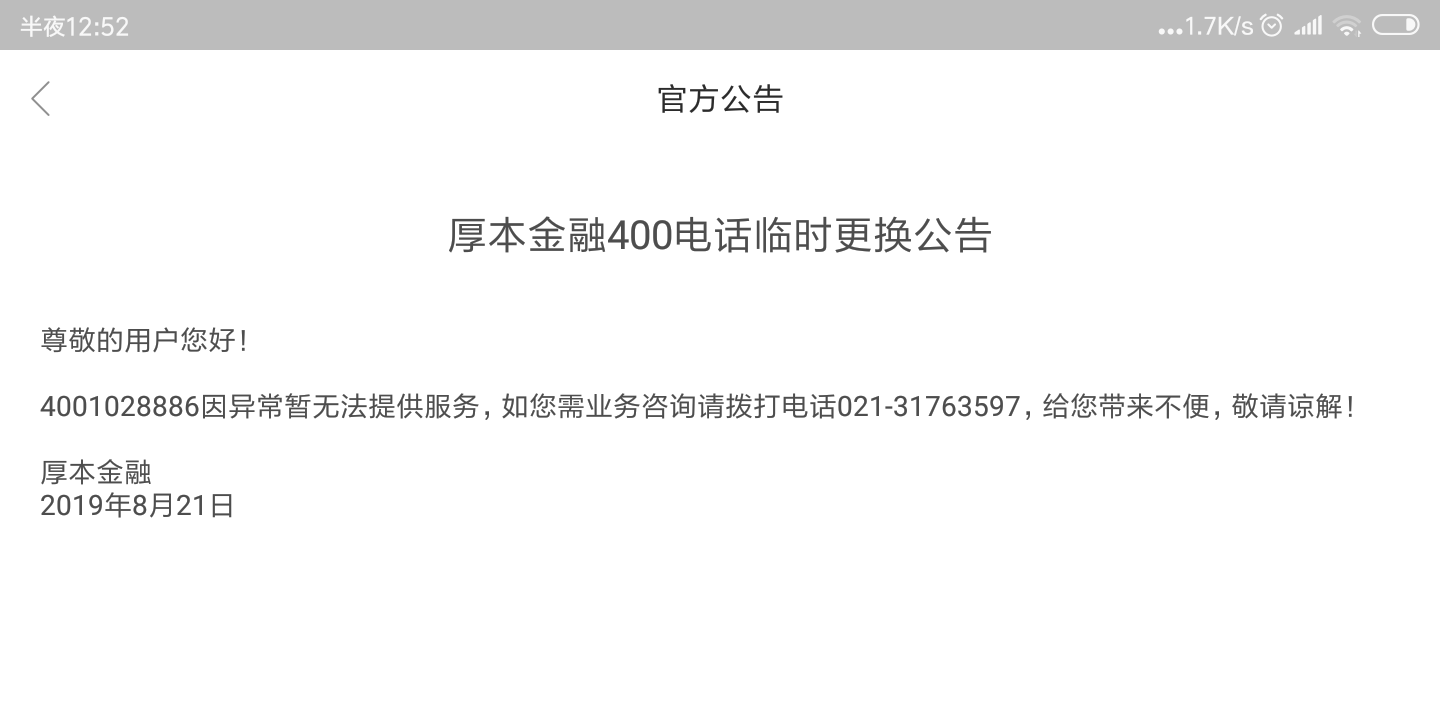 半夜12:52
...1.7K/s
官方公告
厚本金融400电话临时更换公告
尊敬的用户您好！
4001028886因异常暂无法提供服务，如您需业务咨询请拨打电话021-31763597，给您带来不便，敬请谅解！
厚本金融
2019年8月21日